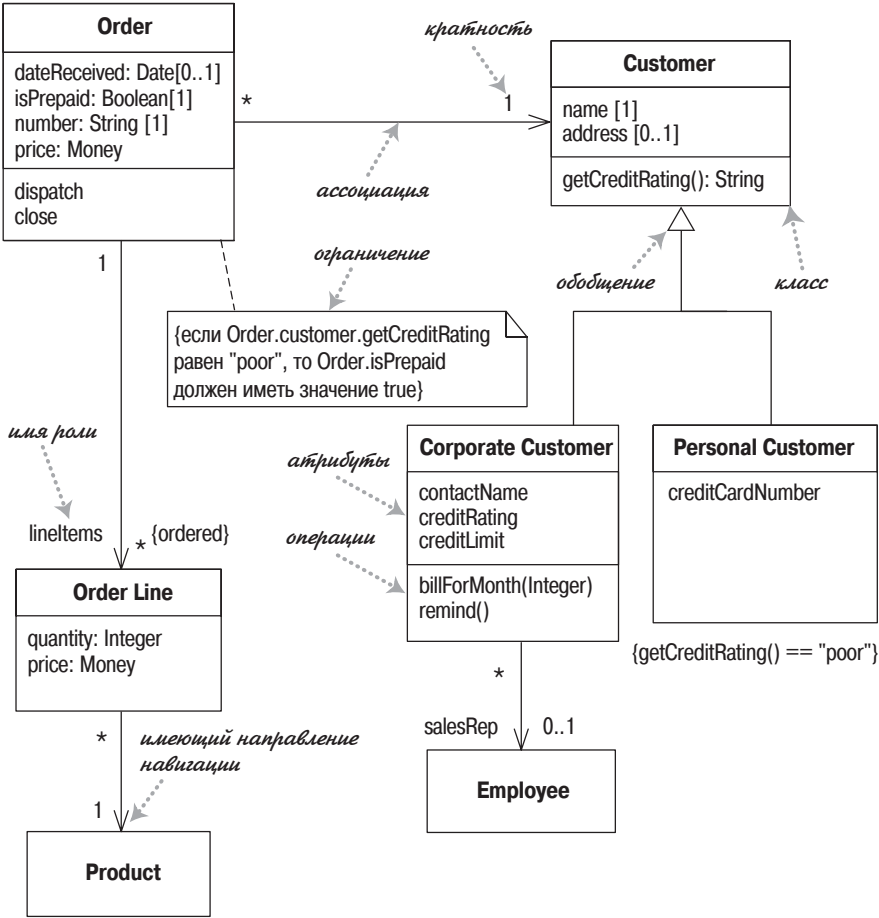 Order
dateReceived: Date[0..1]
isPrepaid: Boolean[1]
number: String [1]
price: Money
dispatch
close
*
кратность
1
ассоциация
Customer
name [1]
address [0..1]
getCreditRating(): String
1
ограничение
обобщение
класс
{если Order.customer.getCreditRating
равен "poor", то Order.isPrepaid
должен иметь значение true}
имя роли
lineItems
* {ordered}
атрибуты
операции
Corporate Customer
contactName
creditRating
creditLimit
billForMonth(Integer)
remind()
Personal Customer
creditCardNumber
{getCreditRating() == "poor"}
Order Line
quantity: Integer
price: Money
*
имеющий направление
навигации
1
Product
*
salesRep
0..1
Employee